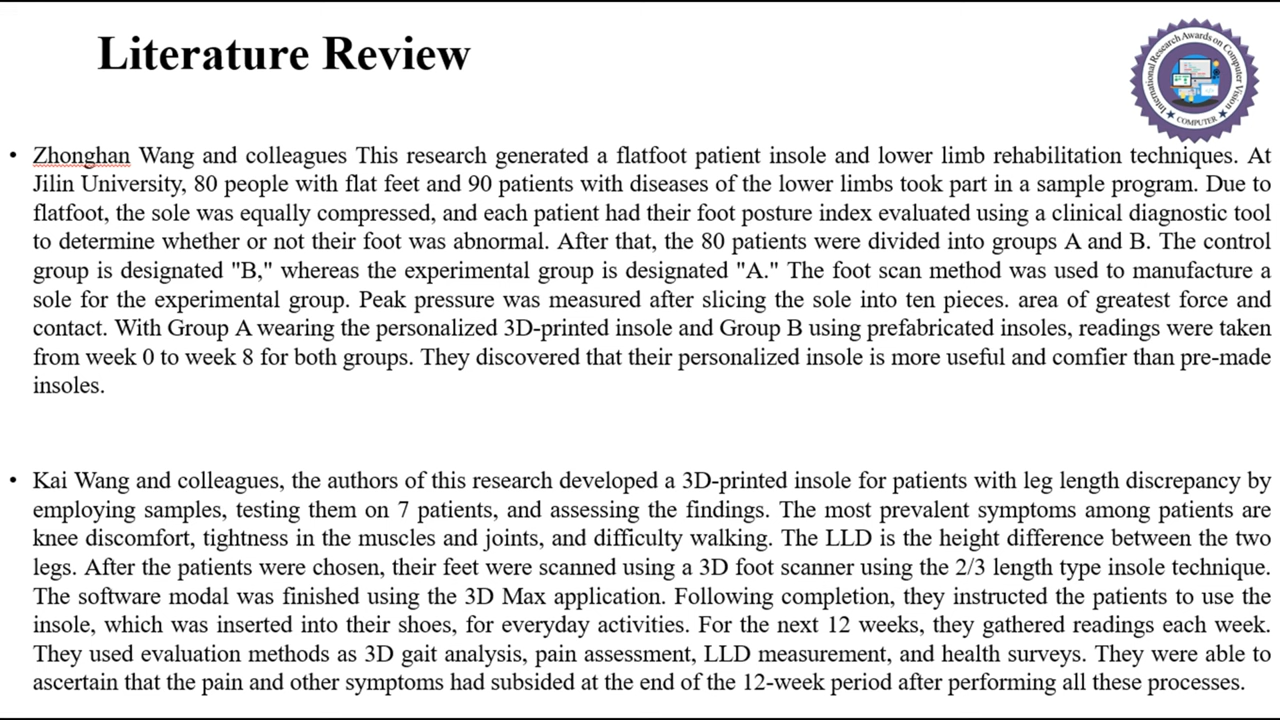 Literature Review
International Research Awards on Computer Vision
COMPUTER
• Zhonghan Wang and colleagues This research generated a flatfoot patient insole and lower limb rehabilitation techniques. At
Jilin University, 80 people with flat feet and 90 patients with diseases of the lower limbs took part in a sample program. Due to
flatfoot, the sole was equally compressed, and each patient had their foot posture index evaluated using a clinical diagnostic tool
to determine whether or not their foot was abnormal. After that, the 80 patients were divided into groups A and B. The control
group is designated "B," whereas the experimental group is designated "A." The foot scan method was used to manufacture a
sole for the experimental group. Peak pressure was measured after slicing the sole into ten pieces. area of greatest force and
contact. With Group A wearing the personalized 3D-printed insole and Group B using prefabricated insoles, readings were taken
from week 0 to week 8 for both groups. They discovered that their personalized insole is more useful and comfier than pre-made
insoles.
• Kai Wang and colleagues, the authors of this research developed a 3D-printed insole for patients with leg length discrepancy by
employing samples, testing them on 7 patients, and assessing the findings. The most prevalent symptoms among patients are
knee discomfort, tightness in the muscles and joints, and difficulty walking. The LLD is the height difference between the two
legs. After the patients were chosen, their feet were scanned using a 3D foot scanner using the 2/3 length type insole technique.
The software modal was finished using the 3D Max application. Following completion, they instructed the patients to use the
insole, which was inserted into their shoes, for everyday activities. For the next 12 weeks, they gathered readings each week.
They used evaluation methods as 3D gait analysis, pain assessment, LLD measurement, and health surveys. They were able to
ascertain that the pain and other symptoms had subsided at the end of the 12-week period after performing all these processes.